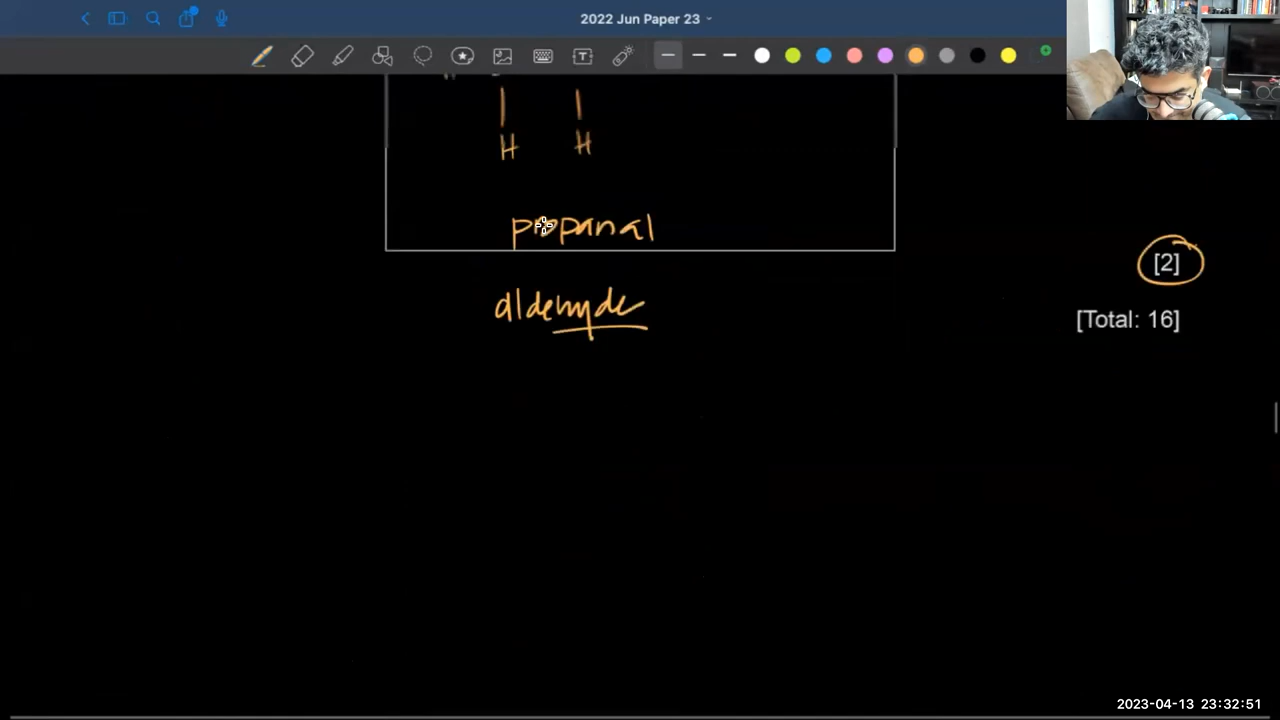 2022 Jun Paper 23
H H
propanal
[2]
aldehyde
[Total: 16]
2023-04-13 23:32:51